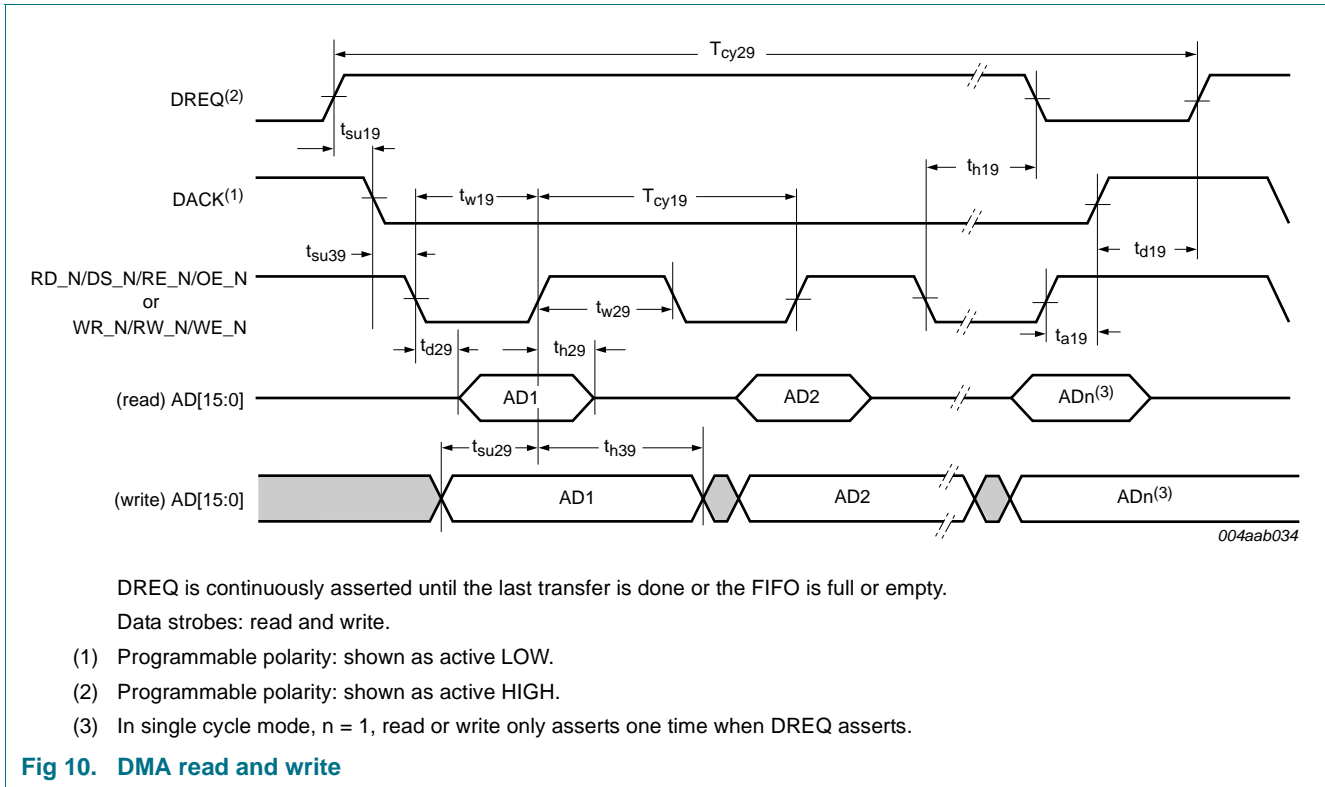 Tcy29
DREQ(2)
tsu19
th19
DACK(1)
tw19
Tcy19
tsu39
td19
RD_N/DS_N/RE_N/OE_N
or
WR_N/RW_N/WE_N
tw29
ta19
td29
th29
(read) AD[15:0]
AD1
AD2
ADn(3)
tsu29
th39
(write) AD[15:0]
AD1
AD2
ADn(3)
004aab034
DREQ is continuously asserted until the last transfer is done or the FIFO is full or empty.
Data strobes: read and write.
(1) Programmable polarity: shown as active LOW.
(2) Programmable polarity: shown as active HIGH.
(3) In single cycle mode, n = 1, read or write only asserts one time when DREQ asserts.
Fig 10. DMA read and write